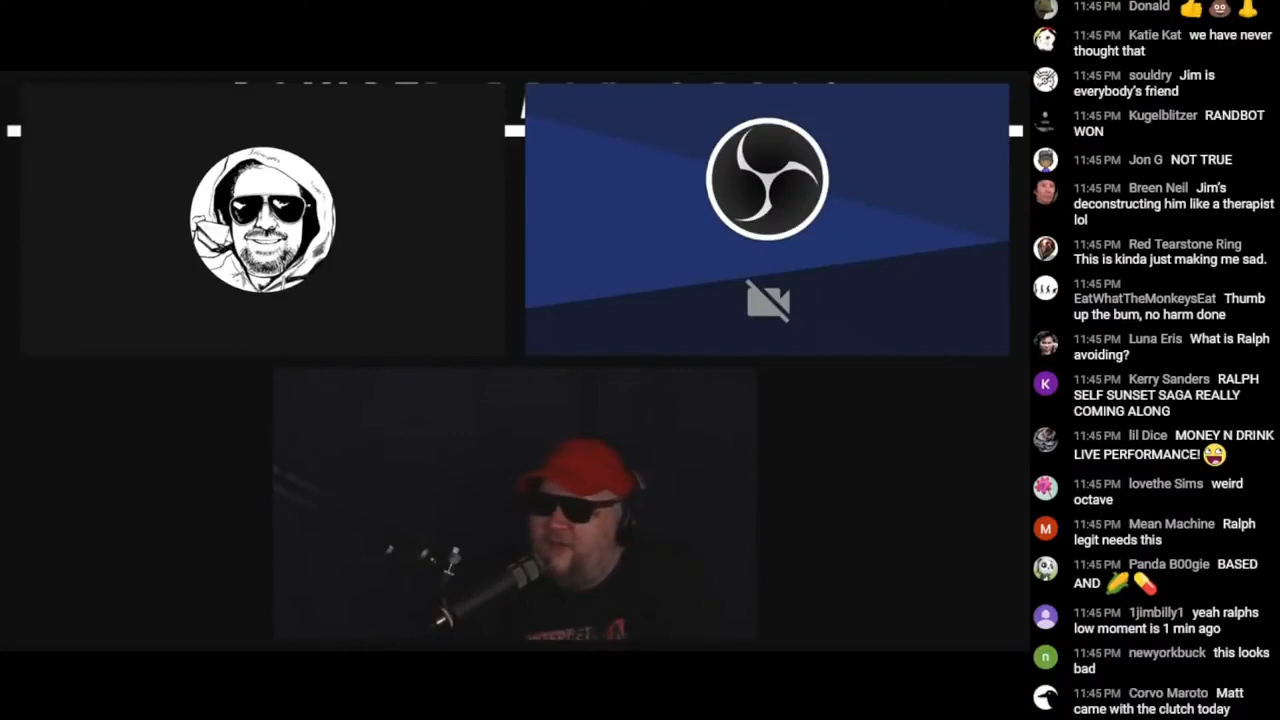 11:45 PM Donald 👍 💩 👃
11:45 PM Katie Kat we have never
thought that
11:45 PM souldry Jim is
everybody's friend
11:45 PM Kugelblitzer RANDBOT
WON
11:45 PM Jon G NOT TRUE
11:45 PM Breen Neil Jim's
deconstructing him like a therapist
lol
11:45 PM Red Tearstone Ring
This is kinda just making me sad.
11:45 PM
EatWhatTheMonkeysEat Thumb
up the bum, no harm done
11:45 PM Luna Eris What is Ralph
avoiding?
K
11:45 PM Kerry Sanders RALPH
SELF SUNSET SAGA REALLY
COMING ALONG
11:45 PM lil Dice MONEY N DRINK
LIVE PERFORMANCE! 😀
11:45 PM lovethe Sims weird
octave
M
11:45 PM Mean Machine Ralph
legit needs this
11:45 PM Panda B00gie BASED
AND 🌽 💊
11:45 PM 1jimbilly1 yeah ralphs
low moment is 1 min ago
n
11:45 PM newyorkbuck this looks
bad
11:45 PM Corvo Maroto Matt
came with the clutch today
INTERNET